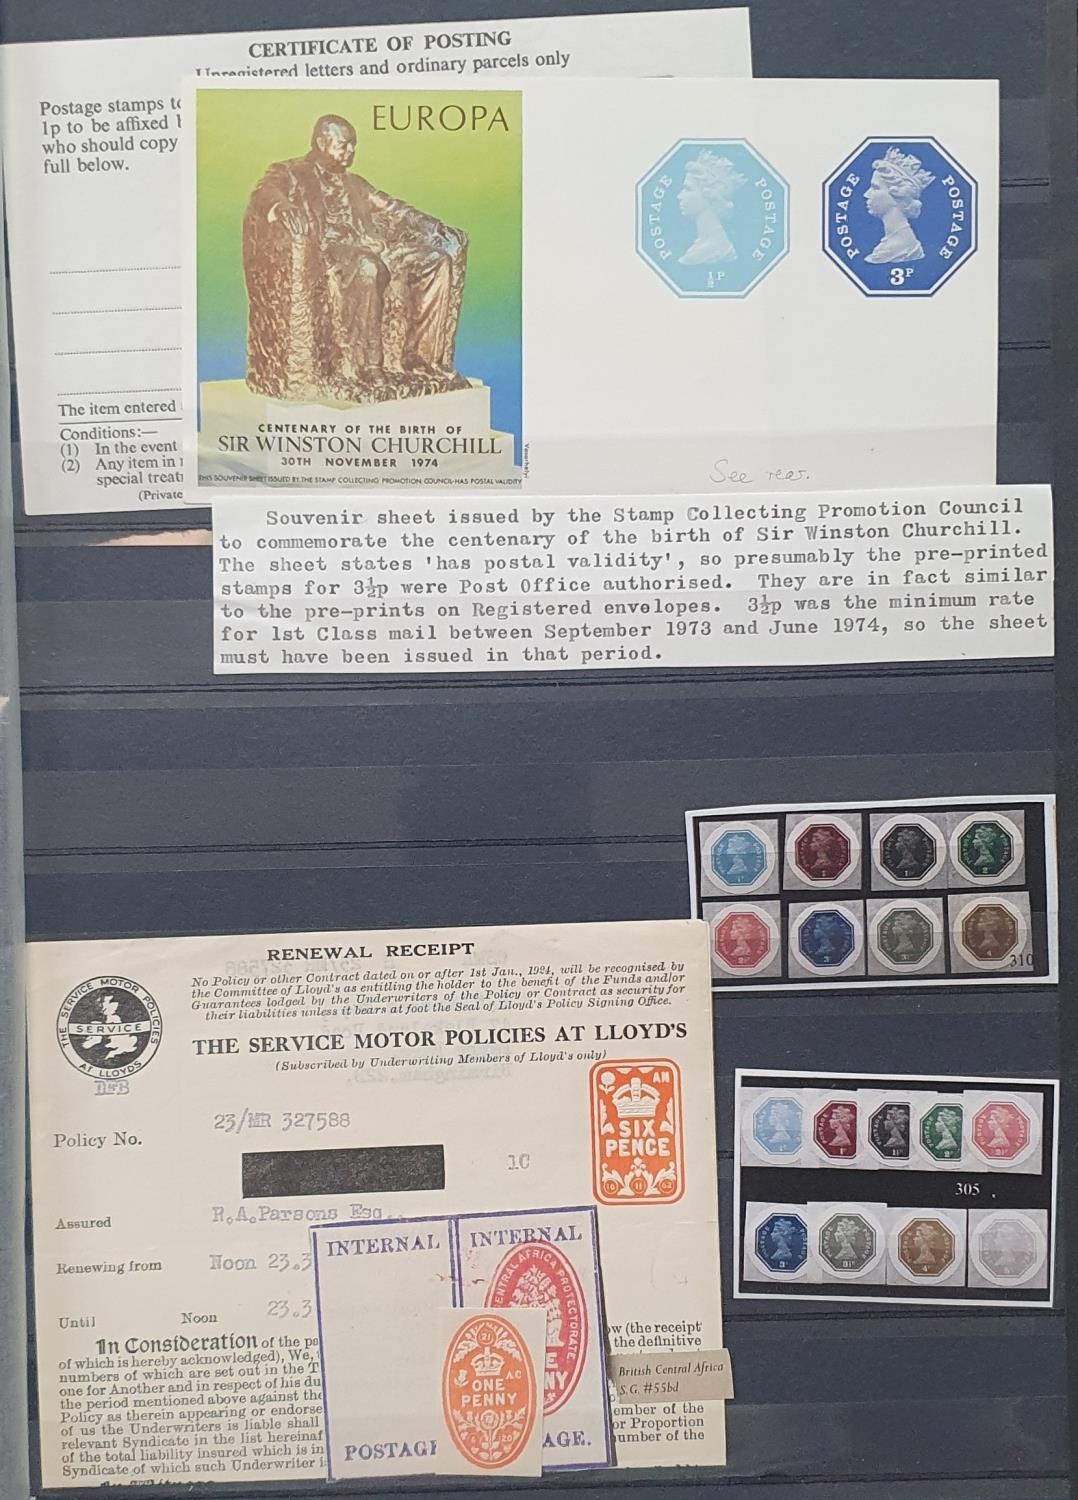 CERTIFICATE OF POSTING
Unregistered letters and ordinary parcels only
Postage stamps to
1p to be affixed
who should copy
full below.
The item entered
Conditions:—
(1) In the event
(2) Any item in
special treat
(Private
EUROPA
CENTENARY OF THE BIRTH OF
SIR WINSTON CHURCHILL
30TH NOVEMBER 1974
THIS SOUVENIR SHEET ISSUED BY THE STAMP COLLECTING PROMOTION COUNCIL-HAS POSTAL VALIDITY
POSTAGE POSTAGE
½P
POSTAGE POSTAGE
3P
See rear.
Souvenir sheet issued by the Stamp Collecting Promotion Council
to commemorate the centenary of the birth of Sir Winston Churchill.
The sheet states 'has postal validity', so presumably the pre-printed
stamps for 3½p were Post Office authorised. They are in fact similar
to the pre-prints on Registered envelopes. 3½p was the minimum rate
for 1st Class mail between September 1973 and June 1974, so the sheet
must have been issued in that period.
310
305
RENEWAL RECEIPT
No Policy or other Contract dated on or after 1st Jan., 1924, will be recognised by
the Committee of Lloyd's as entitling the holder to the benefit of the Funds and/or
Guarantees lodged by the Underwriters of the Policy or Contract as security for
their liabilities unless it bears at foot the Seal of Lloyd's Policy Signing Office.
THE SERVICE MOTOR POLICIES AT LLOYD'S
SERVICE
THE SERVICE MOTOR POLICIES AT LLOYD'S
(Subscribed by Underwriting Members of Lloyd's only)
AN
SIX
PENCE
Policy No.
23/MR 327588
10
Assured
R.A.Parsons Esq..
Renewing from
Noon 23.3
Until
Noon
23.3
In Consideration of the
of which is hereby acknowledged), We,
numbers of which are set out in the
one for Another and in respect of his du
the period mentioned above against the
Policy as therein appearing or endorse
of us the Underwriters is liable shall
relevant Syndicate in the list hereinaf
of the total liability insured which is in
Syndicate of which such Underwriter
(the receipt
the definitive
ember of the
or Proportion
umber of the
INTERNAL
POSTAGE
INTERNAL
CENTRAL AFRICA PROTECTORATE
AGE.
21
AC
ONE
PENNY
British Central Africa
S.G. #55bd